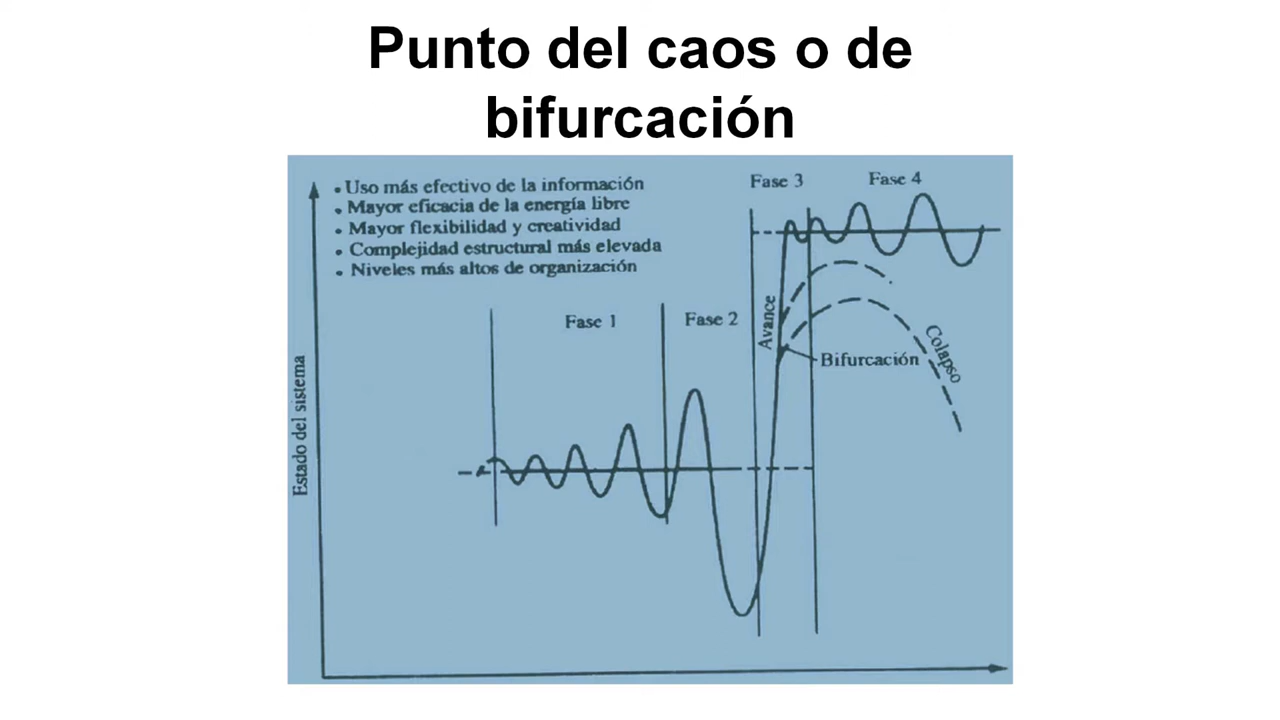 Punto del caos o de
bifurcación
• Uso más efectivo de la información
• Mayor eficacia de la energía libre
• Mayor flexibilidad y creatividad
• Complejidad estructural más elevada
• Niveles más altos de organización
Fase 3
Fase 4
Fase 1
Fase 2
Avance
Bifurcación
Colapso
Estado del sistema